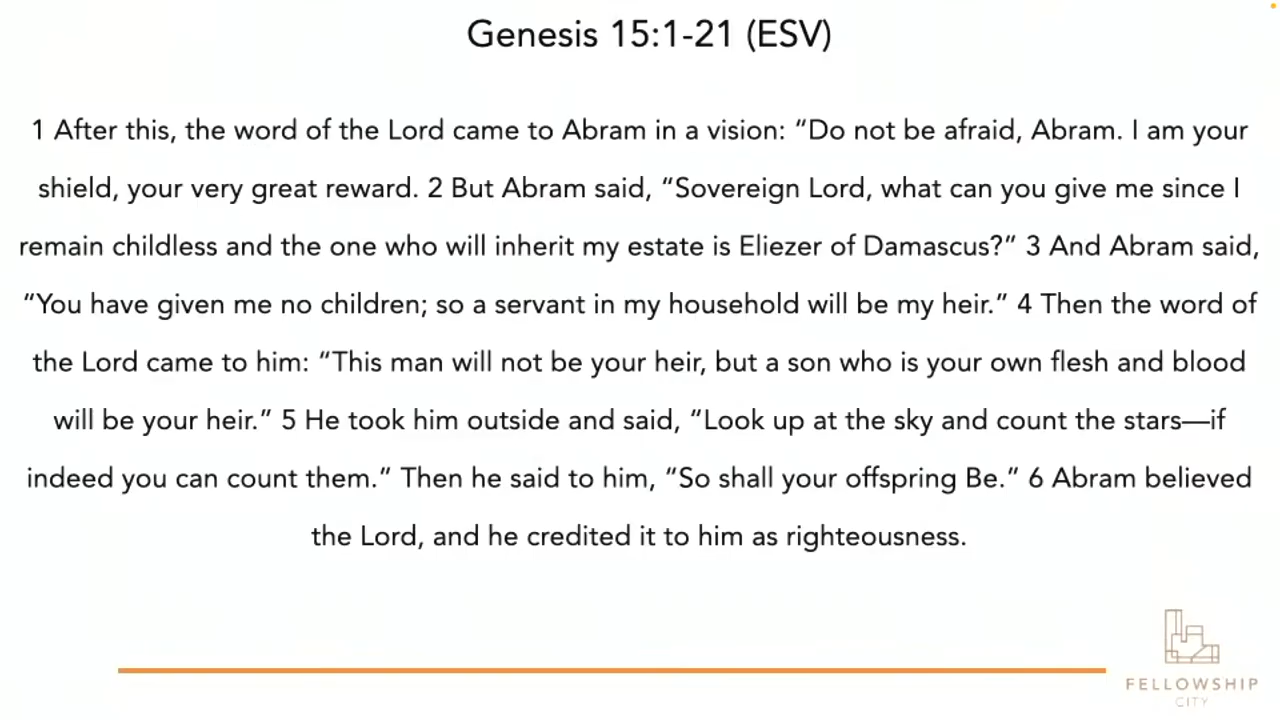 Genesis 15:1-21 (ESV)
1 After this, the word of the Lord came to Abram in a vision: “Do not be afraid, Abram. I am your
shield, your very great reward. 2 But Abram said, “Sovereign Lord, what can you give me since I
remain childless and the one who will inherit my estate is Eliezer of Damascus?” 3 And Abram said,
“You have given me no children; so a servant in my household will be my heir.” 4 Then the word of
the Lord came to him: “This man will not be your heir, but a son who is your own flesh and blood
will be your heir.” 5 He took him outside and said, “Look up at the sky and count the stars—if
indeed you can count them.” Then he said to him, “So shall your offspring Be.” 6 Abram believed
the Lord, and he credited it to him as righteousness.
FELLOWSHIP
CITY